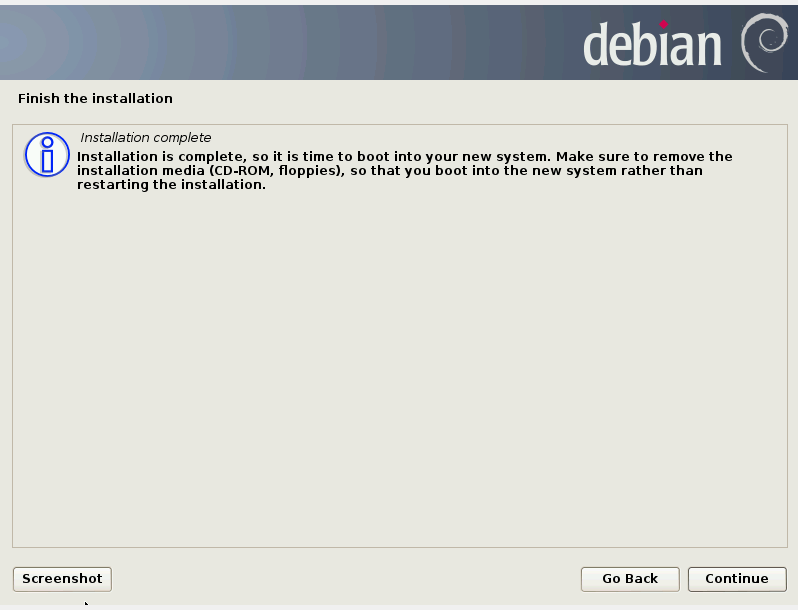 debian
Finish the installation
Installation complete
Installation is complete, so it is time to boot into your new system. Make sure to remove the
installation media (CD-ROM, floppies), so that you boot into the new system rather than
restarting the installation.
Screenshot
Go Back
Continue